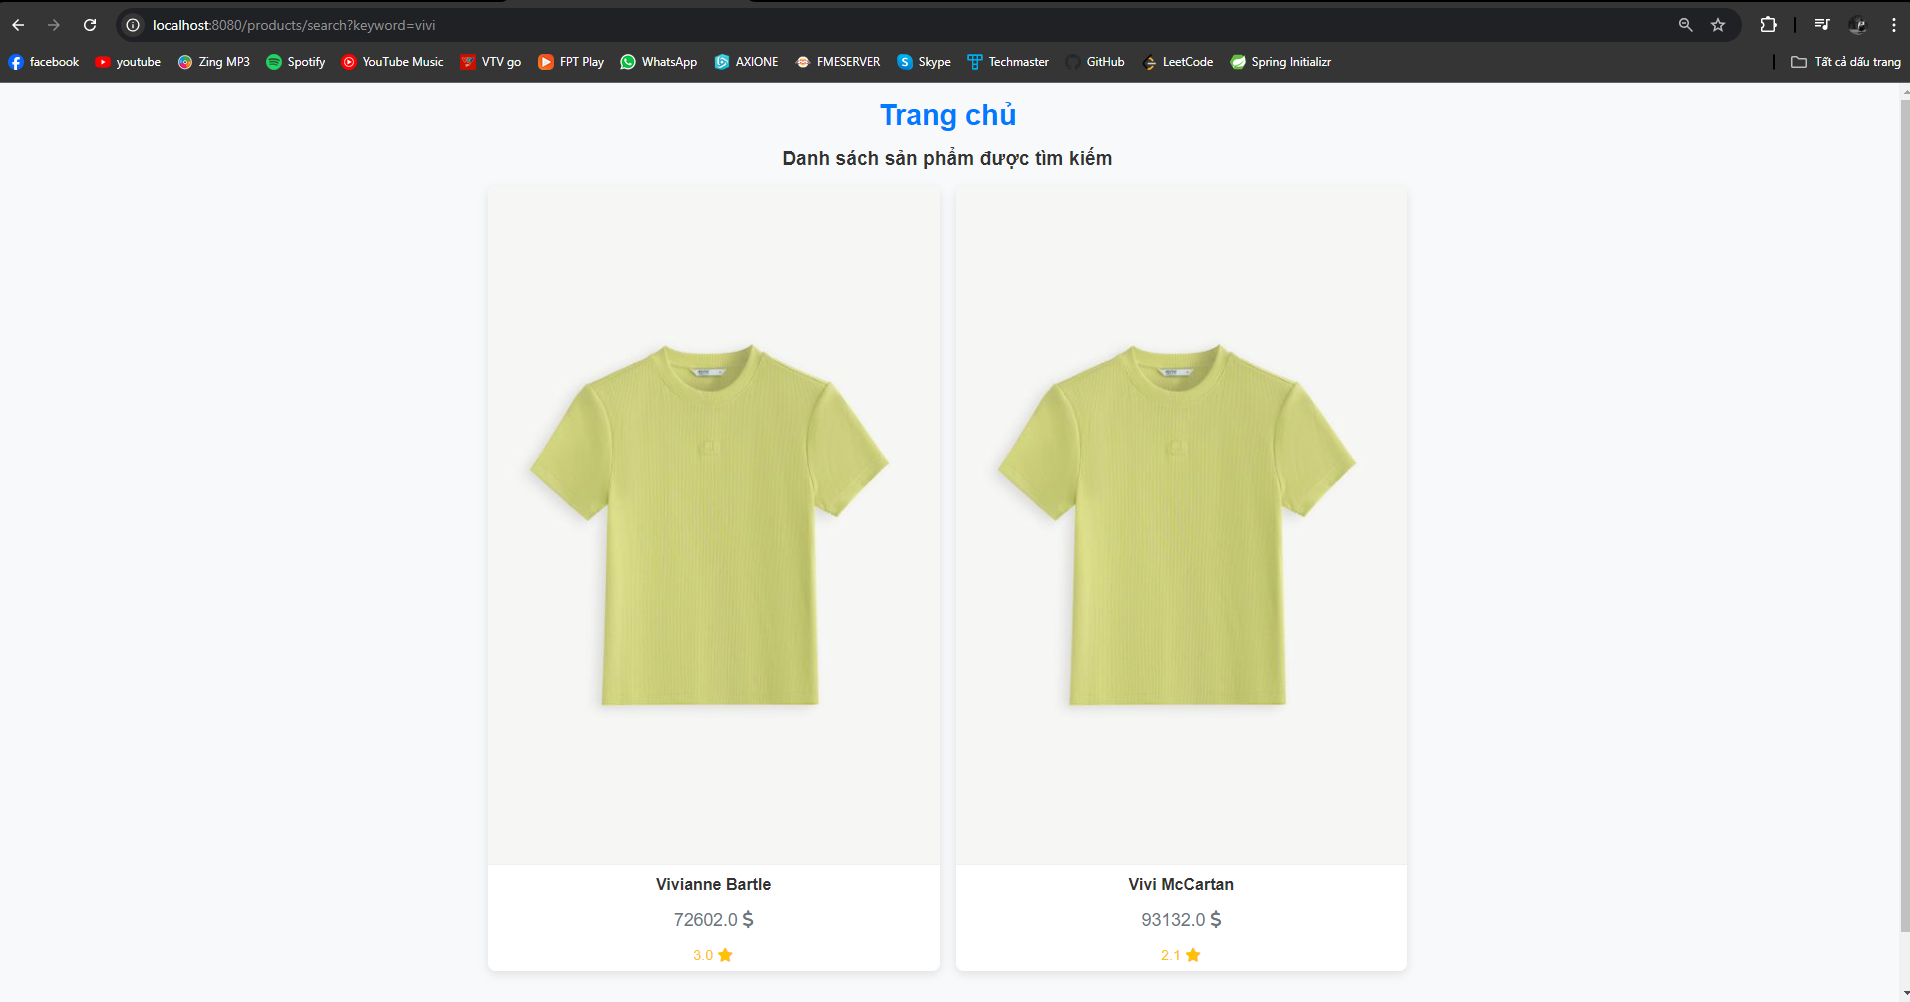 localhost:8080/products/search?keyword=vivi
facebook youtube Zing MP3 Spotify YouTube Music VTV go FPT Play WhatsApp AXIONE FMESERVER Skype Techmaster GitHub LeetCode Spring Initializr Tất cả dấu trang
Trang chủ
Danh sách sản phẩm được tìm kiếm
Vivianne Bartle
72602.0 $
3.0
Vivi McCartan
93132.0 $
2.1